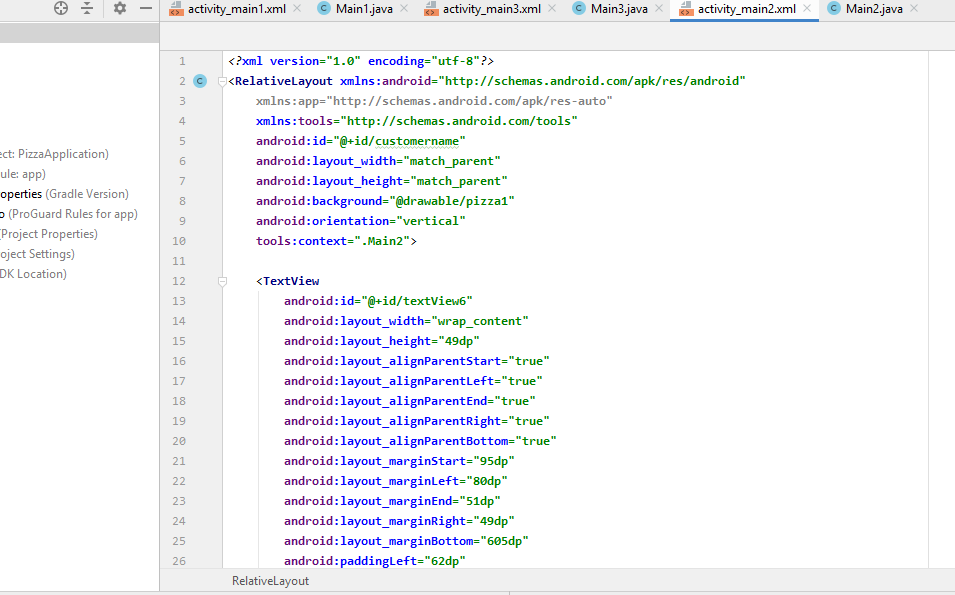 activity_main1.xml Main1.java activity_main3.xml Main3.java activity_main2.xml Main2.java
ect: PizzaApplication)
ule: app)
operties (Gradle Version)
o (ProGuard Rules for app)
(Project Properties)
oject Settings)
DK Location)
1 <?xml version="1.0" encoding="utf-8"?>
2 C <RelativeLayout xmlns:android="http://schemas.android.com/apk/res/android"
3 xmlns:app="http://schemas.android.com/apk/res-auto"
4 xmlns:tools="http://schemas.android.com/tools"
5 android:id="@+id/customername"
6 android:layout_width="match_parent"
7 android:layout_height="match_parent"
8 android:background="@drawable/pizza1"
9 android:orientation="vertical"
10 tools:context=".Main2">
11
12 <TextView
13 android:id="@+id/textView6"
14 android:layout_width="wrap_content"
15 android:layout_height="49dp"
16 android:layout_alignParentStart="true"
17 android:layout_alignParentLeft="true"
18 android:layout_alignParentEnd="true"
19 android:layout_alignParentRight="true"
20 android:layout_alignParentBottom="true"
21 android:layout_marginStart="95dp"
22 android:layout_marginLeft="80dp"
23 android:layout_marginEnd="51dp"
24 android:layout_marginRight="49dp"
25 android:layout_marginBottom="605dp"
26 android:paddingLeft="62dp"
RelativeLayout